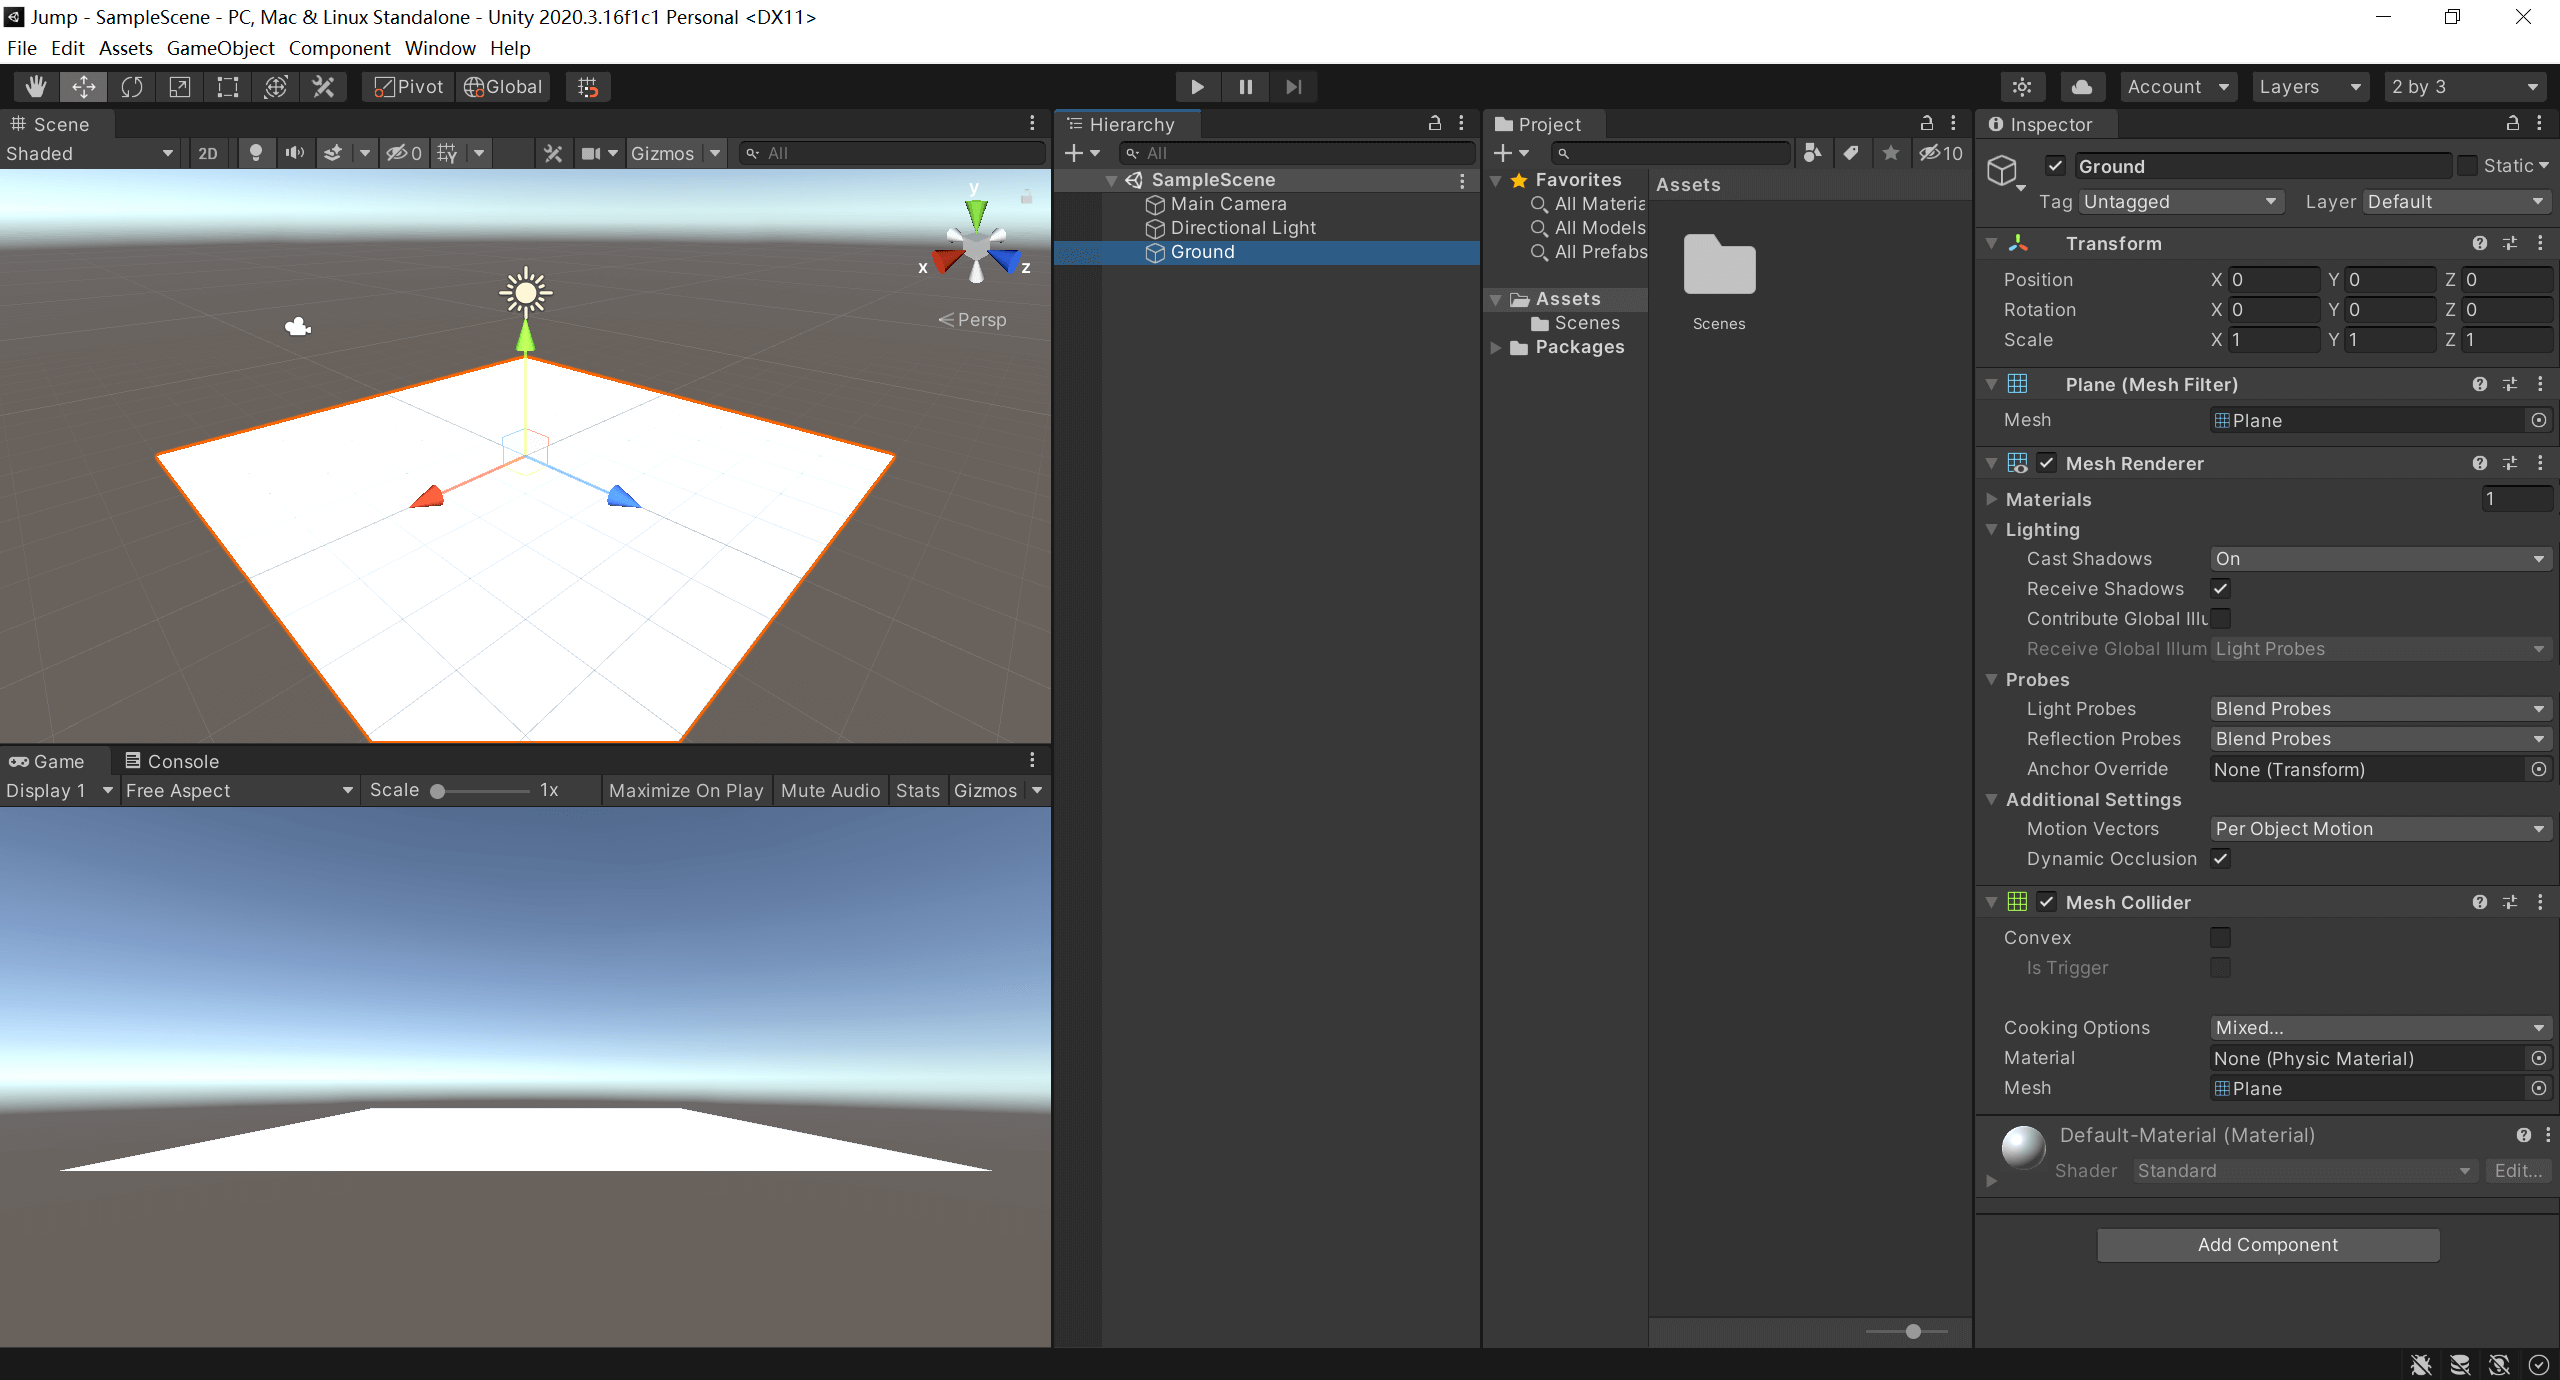 Jump - SampleScene - PC, Mac & Linux Standalone - Unity 2020.3.16f1c1 Personal <DX11>
File Edit Assets GameObject Component Window Help
Pivot Global Account Layers 2 by 3
Scene
Shaded 2D 0 Gizmos All
y
x
z
Persp
Game Console
Display 1 Free Aspect Scale 1x Maximize On Play Mute Audio Stats Gizmos
Hierarchy
All
SampleScene
Main Camera
Directional Light
Ground
Project
10
Favorites
All Materia
All Models
All Prefabs
Assets
Scenes
Packages
Assets
Scenes
Inspector
Ground Static
Tag Untagged Layer Default
Transform
Position X 0 Y 0 Z 0
Rotation X 0 Y 0 Z 0
Scale X 1 Y 1 Z 1
Plane (Mesh Filter)
Mesh Plane
Mesh Renderer
Materials 1
Lighting
Cast Shadows On
Receive Shadows
Contribute Global Illu
Receive Global Illum Light Probes
Probes
Light Probes Blend Probes
Reflection Probes Blend Probes
Anchor Override None (Transform)
Additional Settings
Motion Vectors Per Object Motion
Dynamic Occlusion
Mesh Collider
Convex
Is Trigger
Cooking Options Mixed...
Material None (Physic Material)
Mesh Plane
Default-Material (Material)
Shader Standard Edit...
Add Component